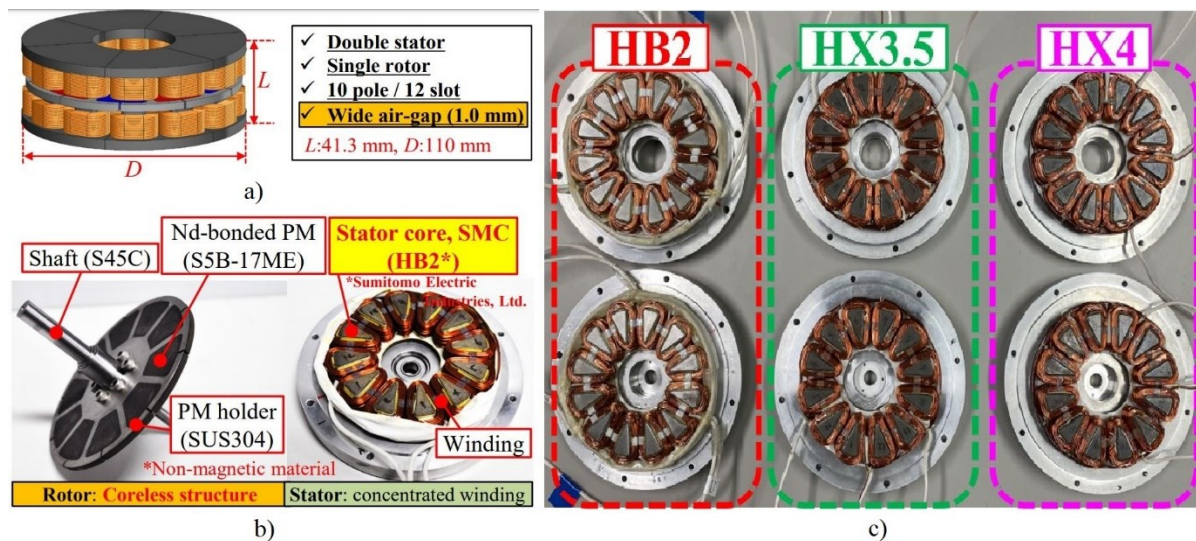 L
D
✓ Double stator
✓ Single rotor
✓ 10 pole / 12 slot
✓ Wide air-gap (1.0 mm)
L:41.3 mm, D:110 mm
a)
Shaft (S45C)
Nd-bonded PM
(S5B-17ME)
PM holder
(SUS304)
*Non-magnetic material
Rotor: Coreless structure
Stator core, SMC
(HB2*)
*Sumitomo Electric
Industries, Ltd.
Winding
Stator: concentrated winding
b)
HB2
HX3.5
HX4
c)